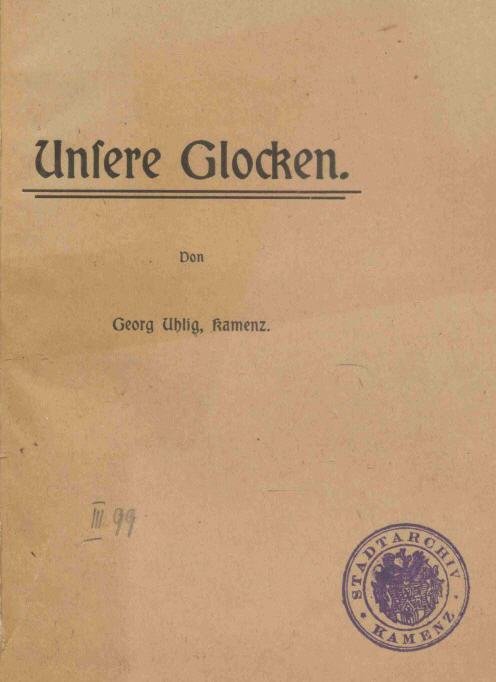 Unſere Glocken.
Von
Georg Uhlig, Kamenz.
III 99
STADTARCHIV
* KAMENZ *